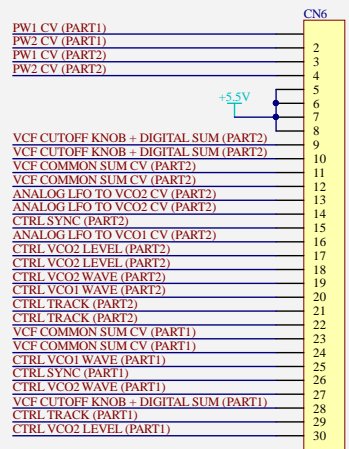 CN6
PW1 CV (PART1)
PW2 CV (PART1) 2
PW1 CV (PART2) 3
PW2 CV (PART2) 4
5
+5.5V 6
7
8
VCF CUTOFF KNOB + DIGITAL SUM (PART2) 9
VCF CUTOFF KNOB + DIGITAL SUM (PART2) 10
VCF COMMON SUM CV (PART2) 11
VCF COMMON SUM CV (PART2) 12
ANALOG LFO TO VCO2 CV (PART2) 13
ANALOG LFO TO VCO2 CV (PART2) 14
CTRL SYNC (PART2) 15
ANALOG LFO TO VCO1 CV (PART2) 16
CTRL VCO2 LEVEL (PART2) 17
CTRL VCO2 LEVEL (PART2) 18
CTRL VCO2 WAVE (PART2) 19
CTRL VCO1 WAVE (PART2) 20
CTRL TRACK (PART2) 21
CTRL TRACK (PART2) 22
VCF COMMON SUM CV (PART1) 23
VCF COMMON SUM CV (PART1) 24
CTRL VCO1 WAVE (PART1) 25
CTRL SYNC (PART1) 26
CTRL VCO2 WAVE (PART1) 27
VCF CUTOFF KNOB + DIGITAL SUM (PART1) 28
CTRL TRACK (PART1) 29
CTRL VCO2 LEVEL (PART1) 30